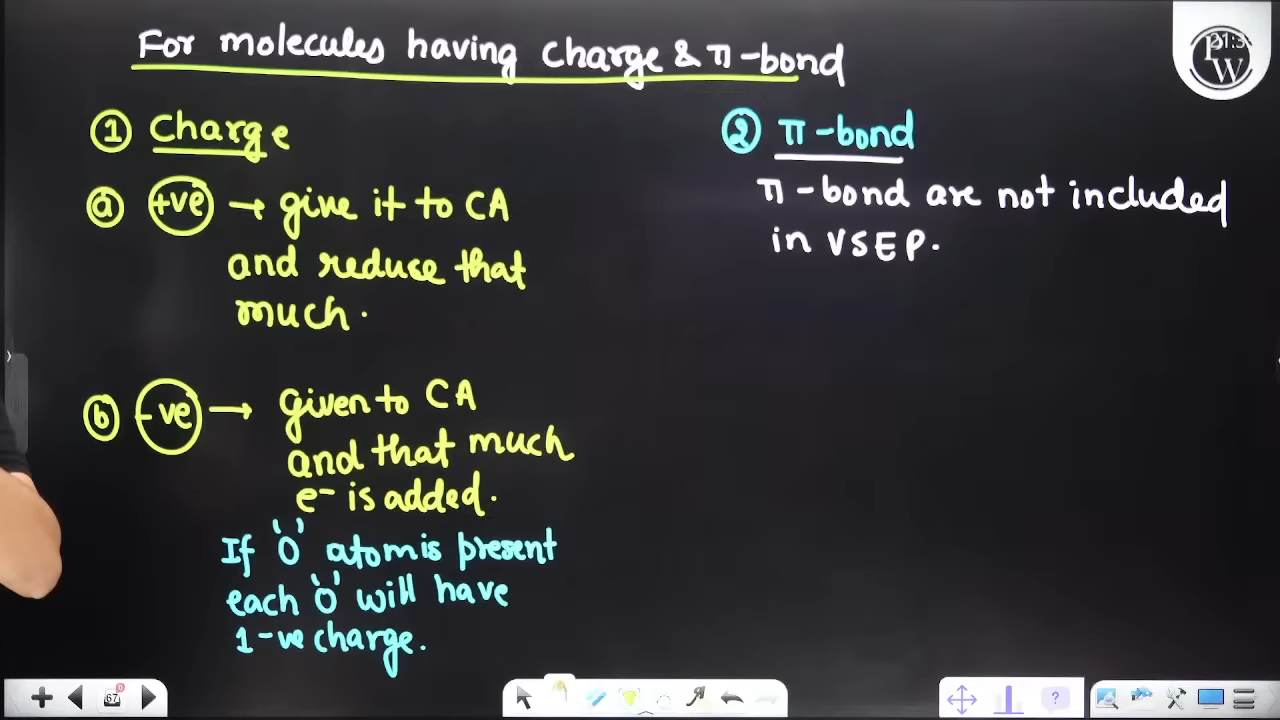 For molecules having charge & π-bond
① Charge
ⓐ +ve → give it to CA
and reduce that
much.
ⓑ -ve → given to CA
and that much
e⁻ is added.
If 'O' atom is present
each 'O' will have
1-ve charge.
② π-bond
π-bond are not included
in VSEP.
PW
67